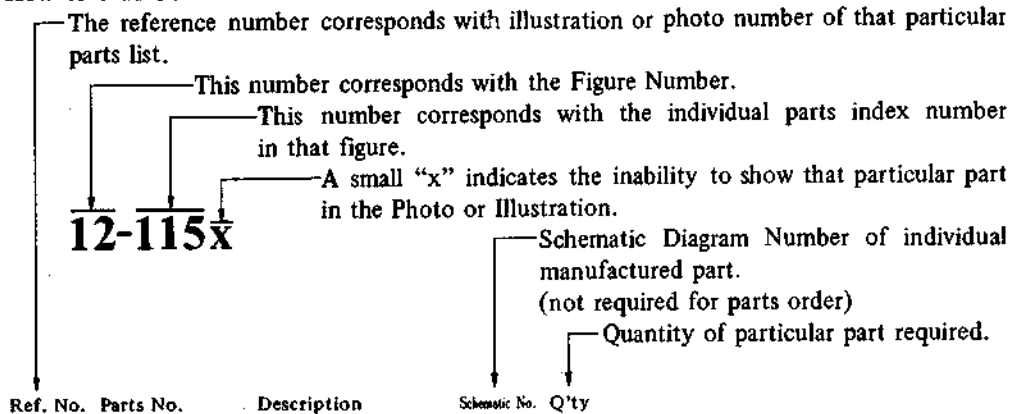 The reference number corresponds with illustration or photo number of that particular
parts list.
This number corresponds with the Figure Number.
This number corresponds with the individual parts index number
in that figure.
A small “x” indicates the inability to show that particular part
in the Photo or Illustration.
12-115x
Schematic Diagram Number of individual
manufactured part.
(not required for parts order)
Quantity of particular part required.
Ref. No. Parts No. Description Schematic No. Q'ty